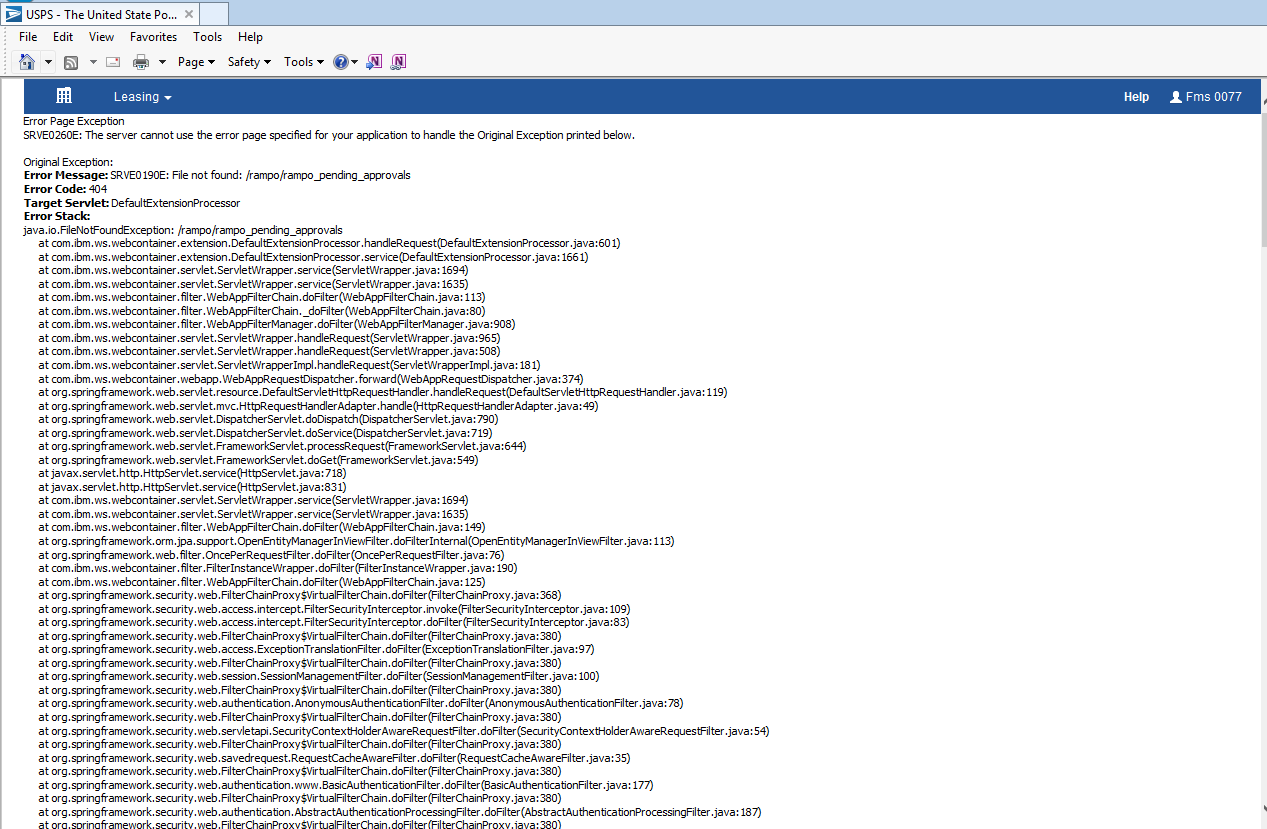 USPS - The United State Po...
File Edit View Favorites Tools Help
Page Safety Tools
Leasing Help Fms 0077
Error Page Exception
SRVE0260E: The server cannot use the error page specified for your application to handle the Original Exception printed below.
Original Exception:
Error Message: SRVE0190E: File not found: /rampo/rampo_pending_approvals
Error Code: 404
Target Servlet: DefaultExtensionProcessor
Error Stack:
java.io.FileNotFoundException: /rampo/rampo_pending_approvals
at com.ibm.ws.webcontainer.extension.DefaultExtensionProcessor.handleRequest(DefaultExtensionProcessor.java:601)
at com.ibm.ws.webcontainer.extension.DefaultExtensionProcessor.service(DefaultExtensionProcessor.java:1661)
at com.ibm.ws.webcontainer.servlet.ServletWrapper.service(ServletWrapper.java:1694)
at com.ibm.ws.webcontainer.servlet.ServletWrapper.service(ServletWrapper.java:1635)
at com.ibm.ws.webcontainer.filter.WebAppFilterChain.doFilter(WebAppFilterChain.java:113)
at com.ibm.ws.webcontainer.filter.WebAppFilterChain._doFilter(WebAppFilterChain.java:80)
at com.ibm.ws.webcontainer.filter.WebAppFilterManager.doFilter(WebAppFilterManager.java:908)
at com.ibm.ws.webcontainer.servlet.ServletWrapper.handleRequest(ServletWrapper.java:965)
at com.ibm.ws.webcontainer.servlet.ServletWrapper.handleRequest(ServletWrapper.java:508)
at com.ibm.ws.webcontainer.servlet.ServletWrapperImpl.handleRequest(ServletWrapperImpl.java:181)
at com.ibm.ws.webcontainer.webapp.WebAppRequestDispatcher.forward(WebAppRequestDispatcher.java:374)
at org.springframework.web.servlet.resource.DefaultServletHttpRequestHandler.handleRequest(DefaultServletHttpRequestHandler.java:119)
at org.springframework.web.servlet.mvc.HttpRequestHandlerAdapter.handle(HttpRequestHandlerAdapter.java:49)
at org.springframework.web.servlet.DispatcherServlet.doDispatch(DispatcherServlet.java:790)
at org.springframework.web.servlet.DispatcherServlet.doService(DispatcherServlet.java:719)
at org.springframework.web.servlet.FrameworkServlet.processRequest(FrameworkServlet.java:644)
at org.springframework.web.servlet.FrameworkServlet.doGet(FrameworkServlet.java:549)
at javax.servlet.http.HttpServlet.service(HttpServlet.java:718)
at javax.servlet.http.HttpServlet.service(HttpServlet.java:831)
at com.ibm.ws.webcontainer.servlet.ServletWrapper.service(ServletWrapper.java:1694)
at com.ibm.ws.webcontainer.servlet.ServletWrapper.service(ServletWrapper.java:1635)
at com.ibm.ws.webcontainer.filter.WebAppFilterChain.doFilter(WebAppFilterChain.java:149)
at org.springframework.orm.jpa.support.OpenEntityManagerInViewFilter.doFilterInternal(OpenEntityManagerInViewFilter.java:113)
at org.springframework.web.filter.OncePerRequestFilter.doFilter(OncePerRequestFilter.java:76)
at com.ibm.ws.webcontainer.filter.FilterInstanceWrapper.doFilter(FilterInstanceWrapper.java:190)
at com.ibm.ws.webcontainer.filter.WebAppFilterChain.doFilter(WebAppFilterChain.java:125)
at org.springframework.security.web.FilterChainProxy$VirtualFilterChain.doFilter(FilterChainProxy.java:368)
at org.springframework.security.web.access.intercept.FilterSecurityInterceptor.invoke(FilterSecurityInterceptor.java:109)
at org.springframework.security.web.access.intercept.FilterSecurityInterceptor.doFilter(FilterSecurityInterceptor.java:83)
at org.springframework.security.web.FilterChainProxy$VirtualFilterChain.doFilter(FilterChainProxy.java:380)
at org.springframework.security.web.access.ExceptionTranslationFilter.doFilter(ExceptionTranslationFilter.java:97)
at org.springframework.security.web.FilterChainProxy$VirtualFilterChain.doFilter(FilterChainProxy.java:380)
at org.springframework.security.web.session.SessionManagementFilter.doFilter(SessionManagementFilter.java:100)
at org.springframework.security.web.FilterChainProxy$VirtualFilterChain.doFilter(FilterChainProxy.java:380)
at org.springframework.security.web.authentication.AnonymousAuthenticationFilter.doFilter(AnonymousAuthenticationFilter.java:78)
at org.springframework.security.web.FilterChainProxy$VirtualFilterChain.doFilter(FilterChainProxy.java:380)
at org.springframework.security.web.servletapi.SecurityContextHolderAwareRequestFilter.doFilter(SecurityContextHolderAwareRequestFilter.java:54)
at org.springframework.security.web.FilterChainProxy$VirtualFilterChain.doFilter(FilterChainProxy.java:380)
at org.springframework.security.web.savedrequest.RequestCacheAwareFilter.doFilter(RequestCacheAwareFilter.java:35)
at org.springframework.security.web.FilterChainProxy$VirtualFilterChain.doFilter(FilterChainProxy.java:380)
at org.springframework.security.web.authentication.www.BasicAuthenticationFilter.doFilter(BasicAuthenticationFilter.java:177)
at org.springframework.security.web.FilterChainProxy$VirtualFilterChain.doFilter(FilterChainProxy.java:380)
at org.springframework.security.web.authentication.AbstractAuthenticationProcessingFilter.doFilter(AbstractAuthenticationProcessingFilter.java:187)
at org.springframework.security.web.FilterChainProxy$VirtualFilterChain.doFilter(FilterChainProxy.java:380)